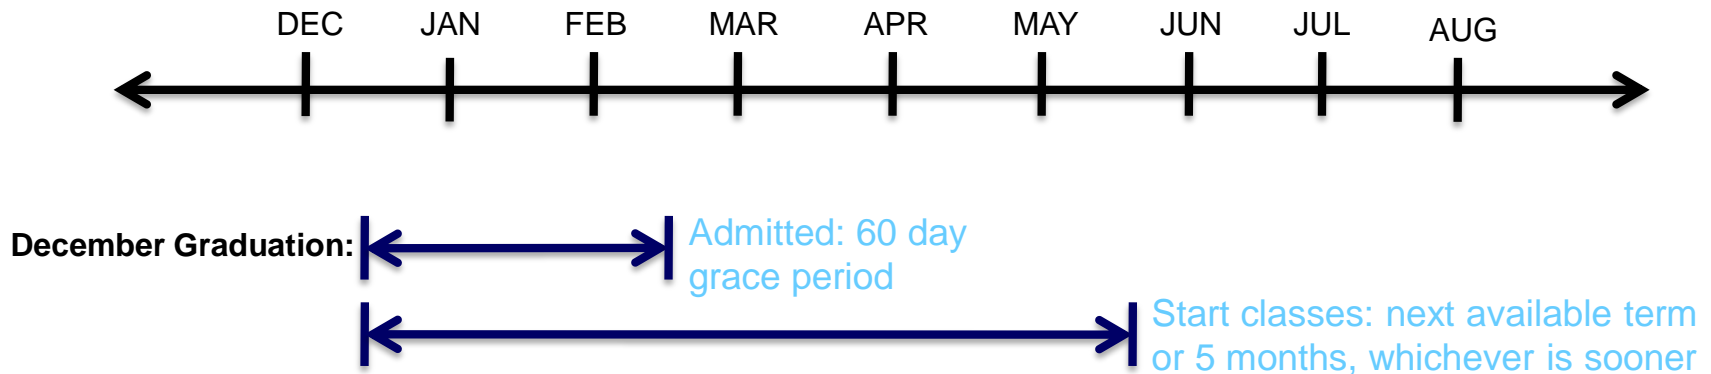 DEC JAN FEB MAR APR MAY JUN JUL AUG
December Graduation:
Admitted: 60 day
grace period
Start classes: next available term
or 5 months, whichever is sooner